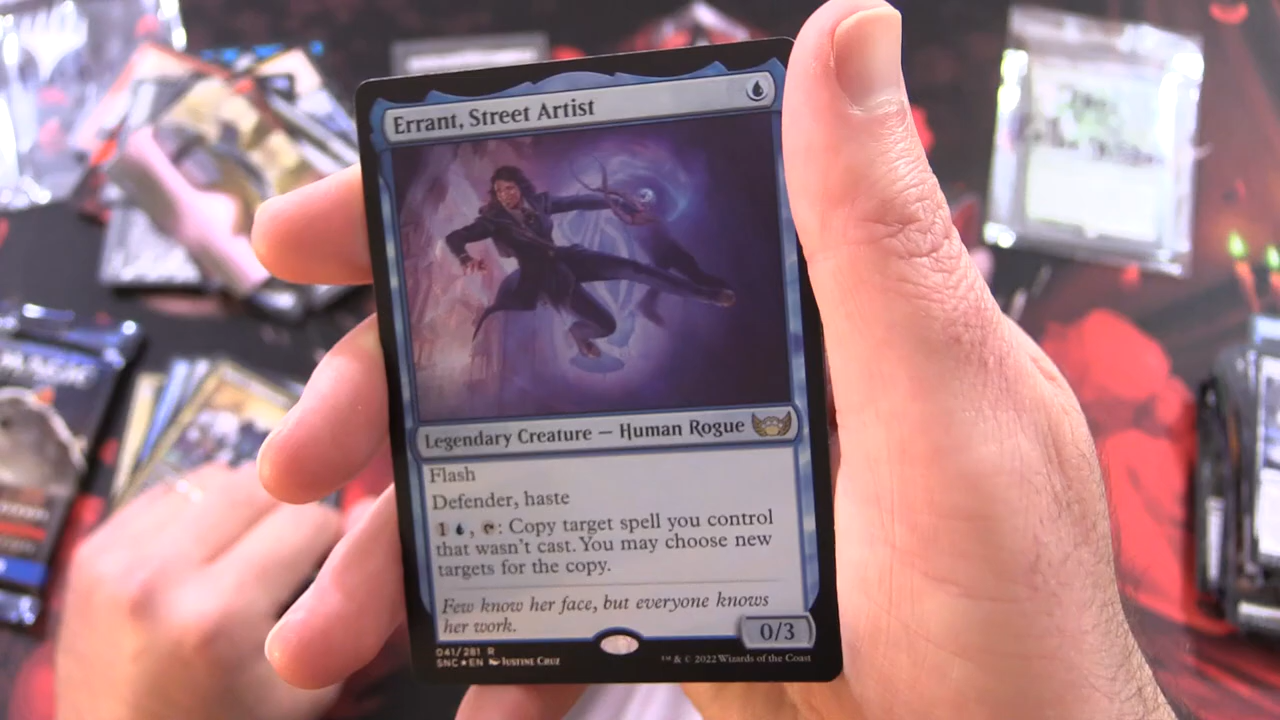 Errant, Street Artist
Legendary Creature — Human Rogue
Flash
Defender, haste
1 , : Copy target spell you control
that wasn't cast. You may choose new
targets for the copy.
Few know her face, but everyone knows
her work.
0/3
041/281 R
SNC★EN Justine Cruz
™ & © 2022 Wizards of the Coast